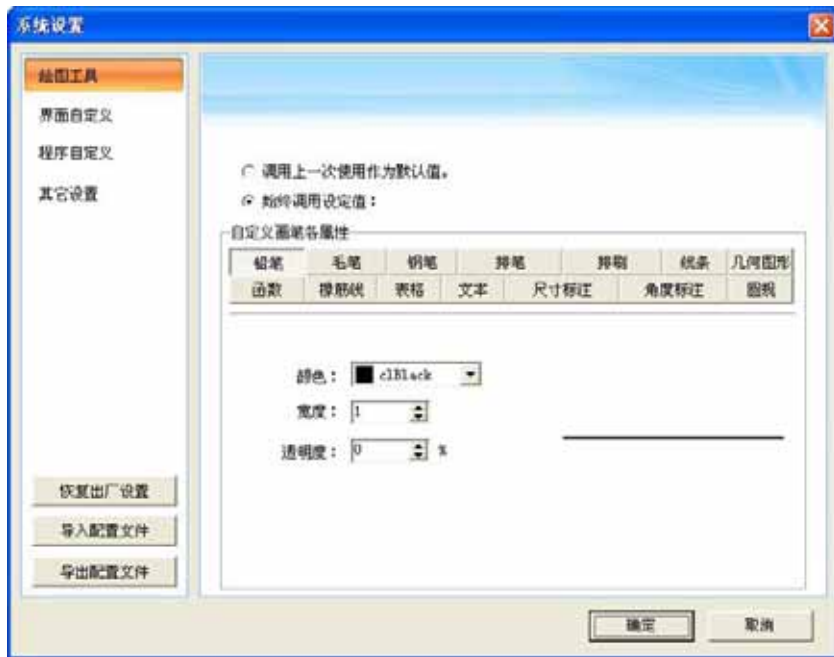 系统设置
绘图工具
界面自定义
程序自定义
其它设置
恢复出厂设置
导入配置文件
导出配置文件
调用上一次使用作为默认值。
始终调用设定值：
自定义画笔各属性
铅笔 毛笔 钢笔 排笔 排刷 线条 几何图形
函数 橡筋线 表格 文本 尺寸标注 角度标注 圆规
颜色： clBlack
宽度： 1
透明度： 0 %
确定 取消